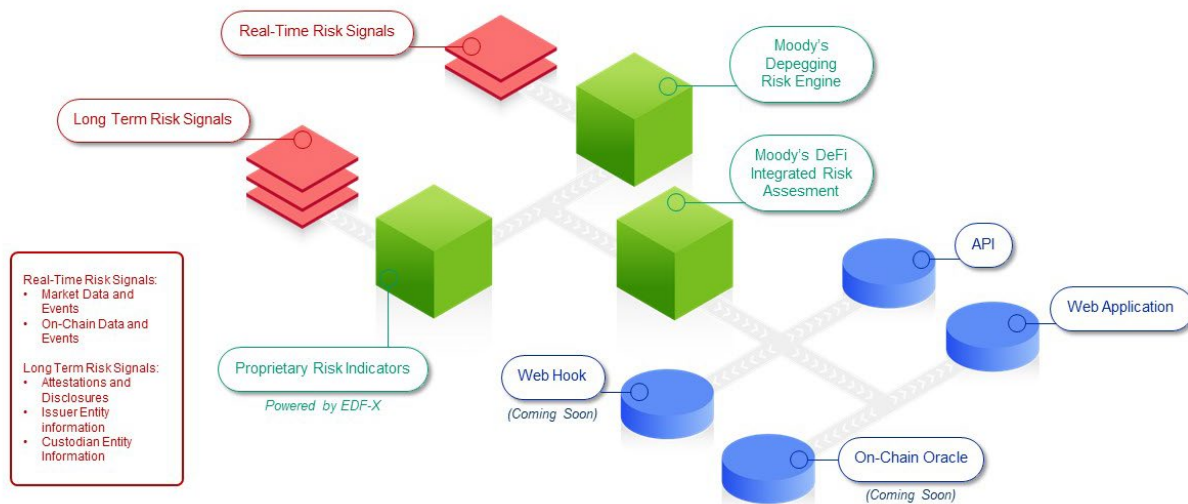 Real-Time Risk Signals
Moody's
Depegging
Risk Engine
Long Term Risk Signals
Moody's DeFi
Integrated Risk
Assesment
API
Web Application
Real-Time Risk Signals:
• Market Data and
Events
• On-Chain Data and
Events
Long Term Risk Signals:
• Attestations and
Disclosures
• Issuer Entity
information
• Custodian Entity
Information
Proprietary Risk Indicators
Powered by EDF-X
Web Hook
(Coming Soon)
On-Chain Oracle
(Coming Soon)